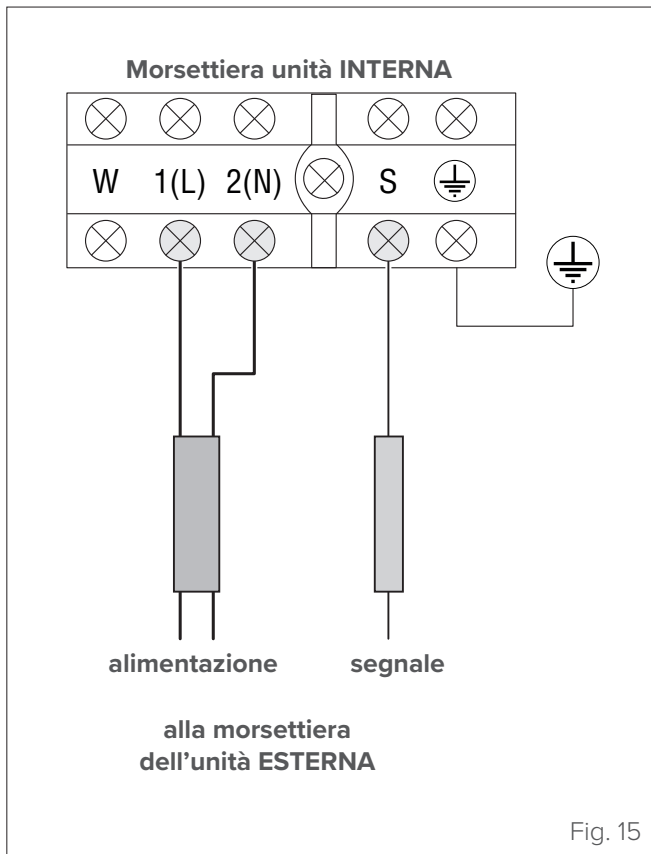 Morsettiera unità INTERNA
W 1(L) 2(N) S
alimentazione segnale
alla morsettiera
dell’unità ESTERNA
Fig. 15